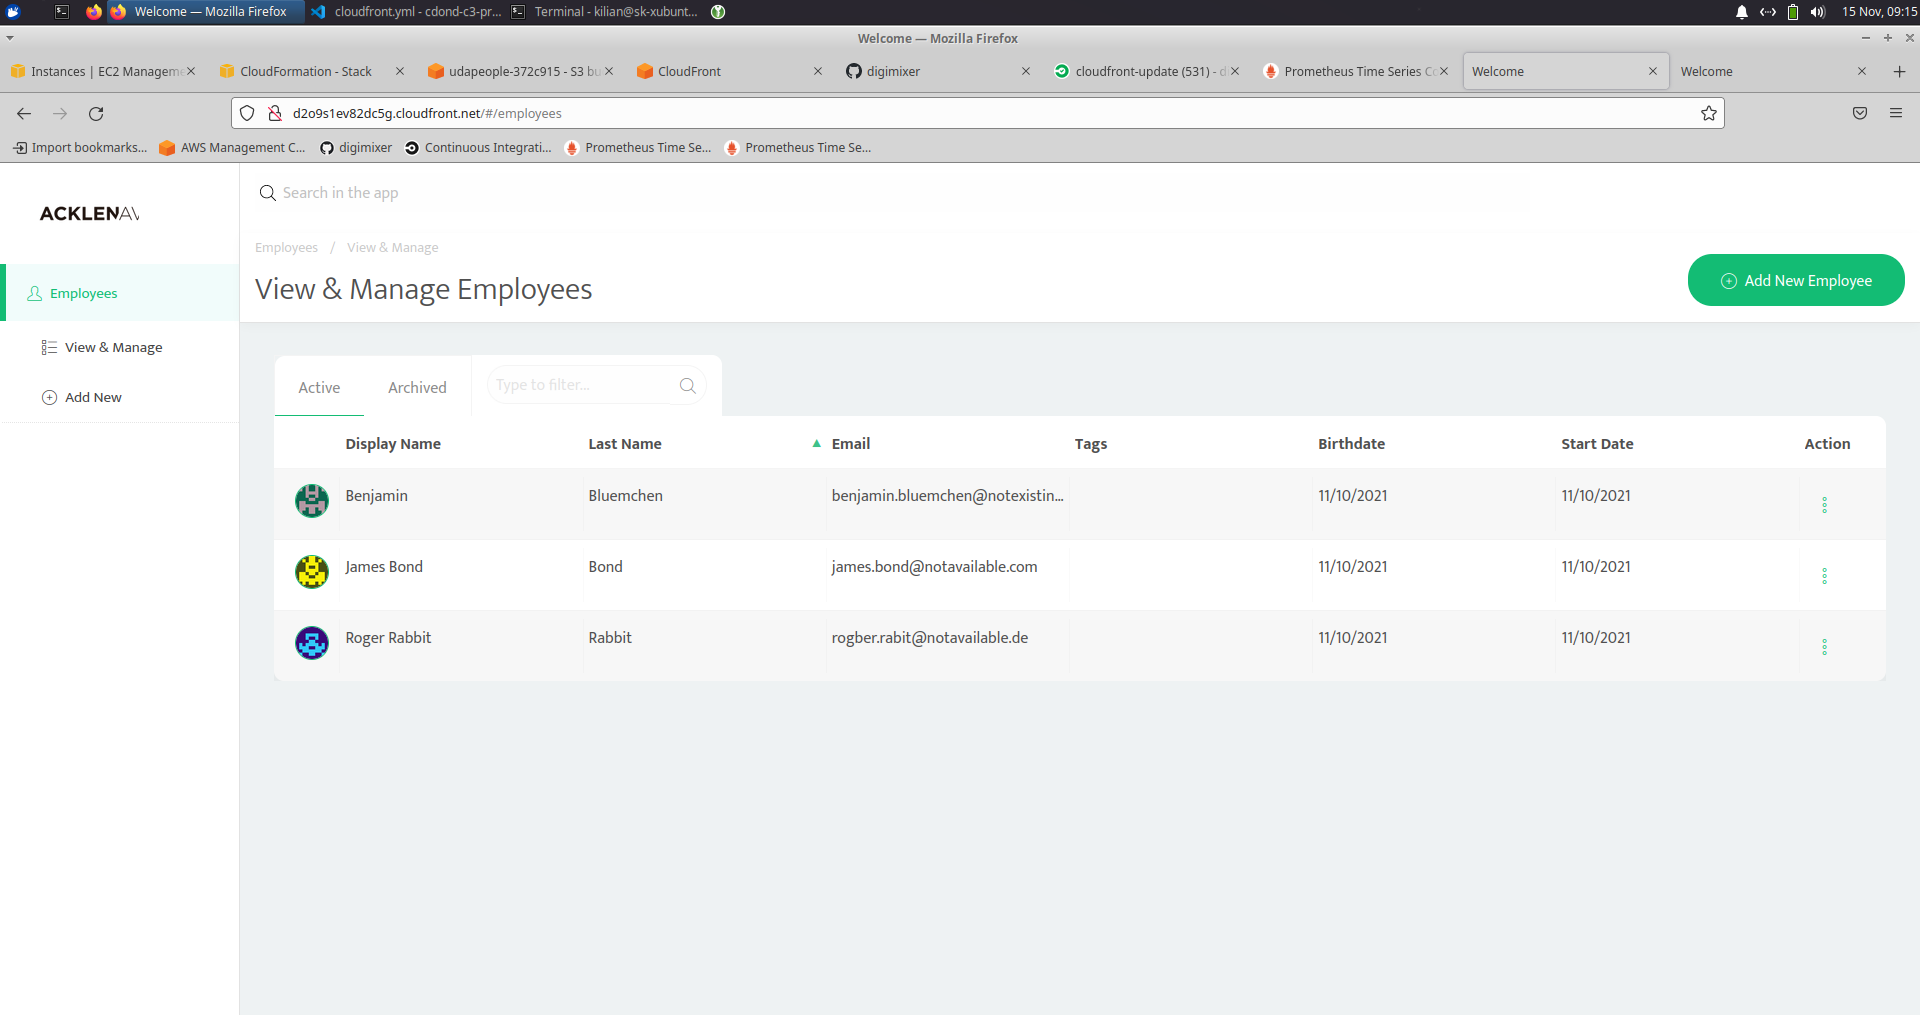 Welcome — Mozilla Firefox cloudfront.yml - cdond-c3-pr... Terminal - kilian@sk-xubunt... 15 Nov, 09:15
Welcome — Mozilla Firefox
Instances | EC2 Manageme CloudFormation - Stack udapeople-372c915 - S3 bu CloudFront digimixer cloudfront-update (531) - d Prometheus Time Series Co Welcome Welcome
d2o9s1ev82dc5g.cloudfront.net/#/employees
Import bookmarks... AWS Management C... digimixer Continuous Integrati... Prometheus Time Se... Prometheus Time Se...
Search in the app
ACKLENAV
Employees / View & Manage
View & Manage Employees
Add New Employee
Employees
View & Manage
Add New
Active Archived Type to filter...
Display Name Last Name Email Tags Birthdate Start Date Action
Benjamin Bluemchen benjamin.bluemchen@notexistin... 11/10/2021 11/10/2021
James Bond Bond james.bond@notavailable.com 11/10/2021 11/10/2021
Roger Rabbit Rabbit rogber.rabit@notavailable.de 11/10/2021 11/10/2021